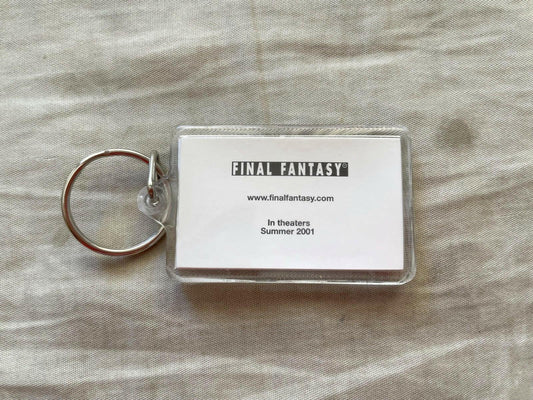 FINAL FANTASY®
www.finalfantasy.com
In theaters
Summer 2001